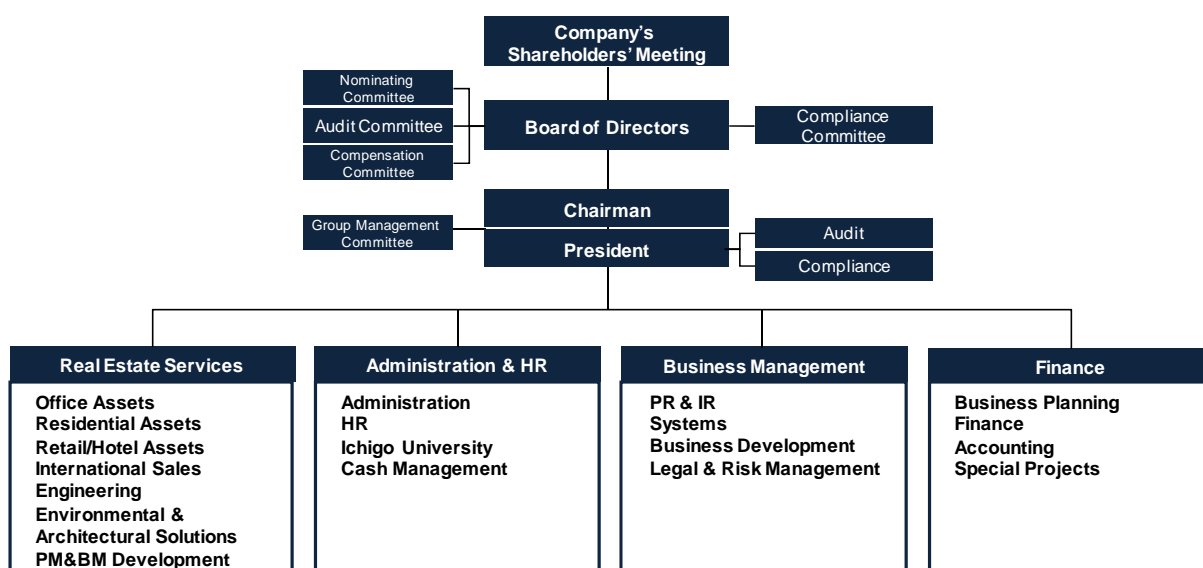 Company's
Shareholders' Meeting
Nominating
Committee
Audit Committee
Compensation
Committee
Board of Directors
Compliance
Committee
Chairman
President
Group Management
Committee
Audit
Compliance
Real Estate Services
Office Assets
Residential Assets
Retail/Hotel Assets
International Sales
Engineering
Environmental &
Architectural Solutions
PM&BM Development
Administration & HR
Administration
HR
Ichigo University
Cash Management
Business Management
PR & IR
Systems
Business Development
Legal & Risk Management
Finance
Business Planning
Finance
Accounting
Special Projects